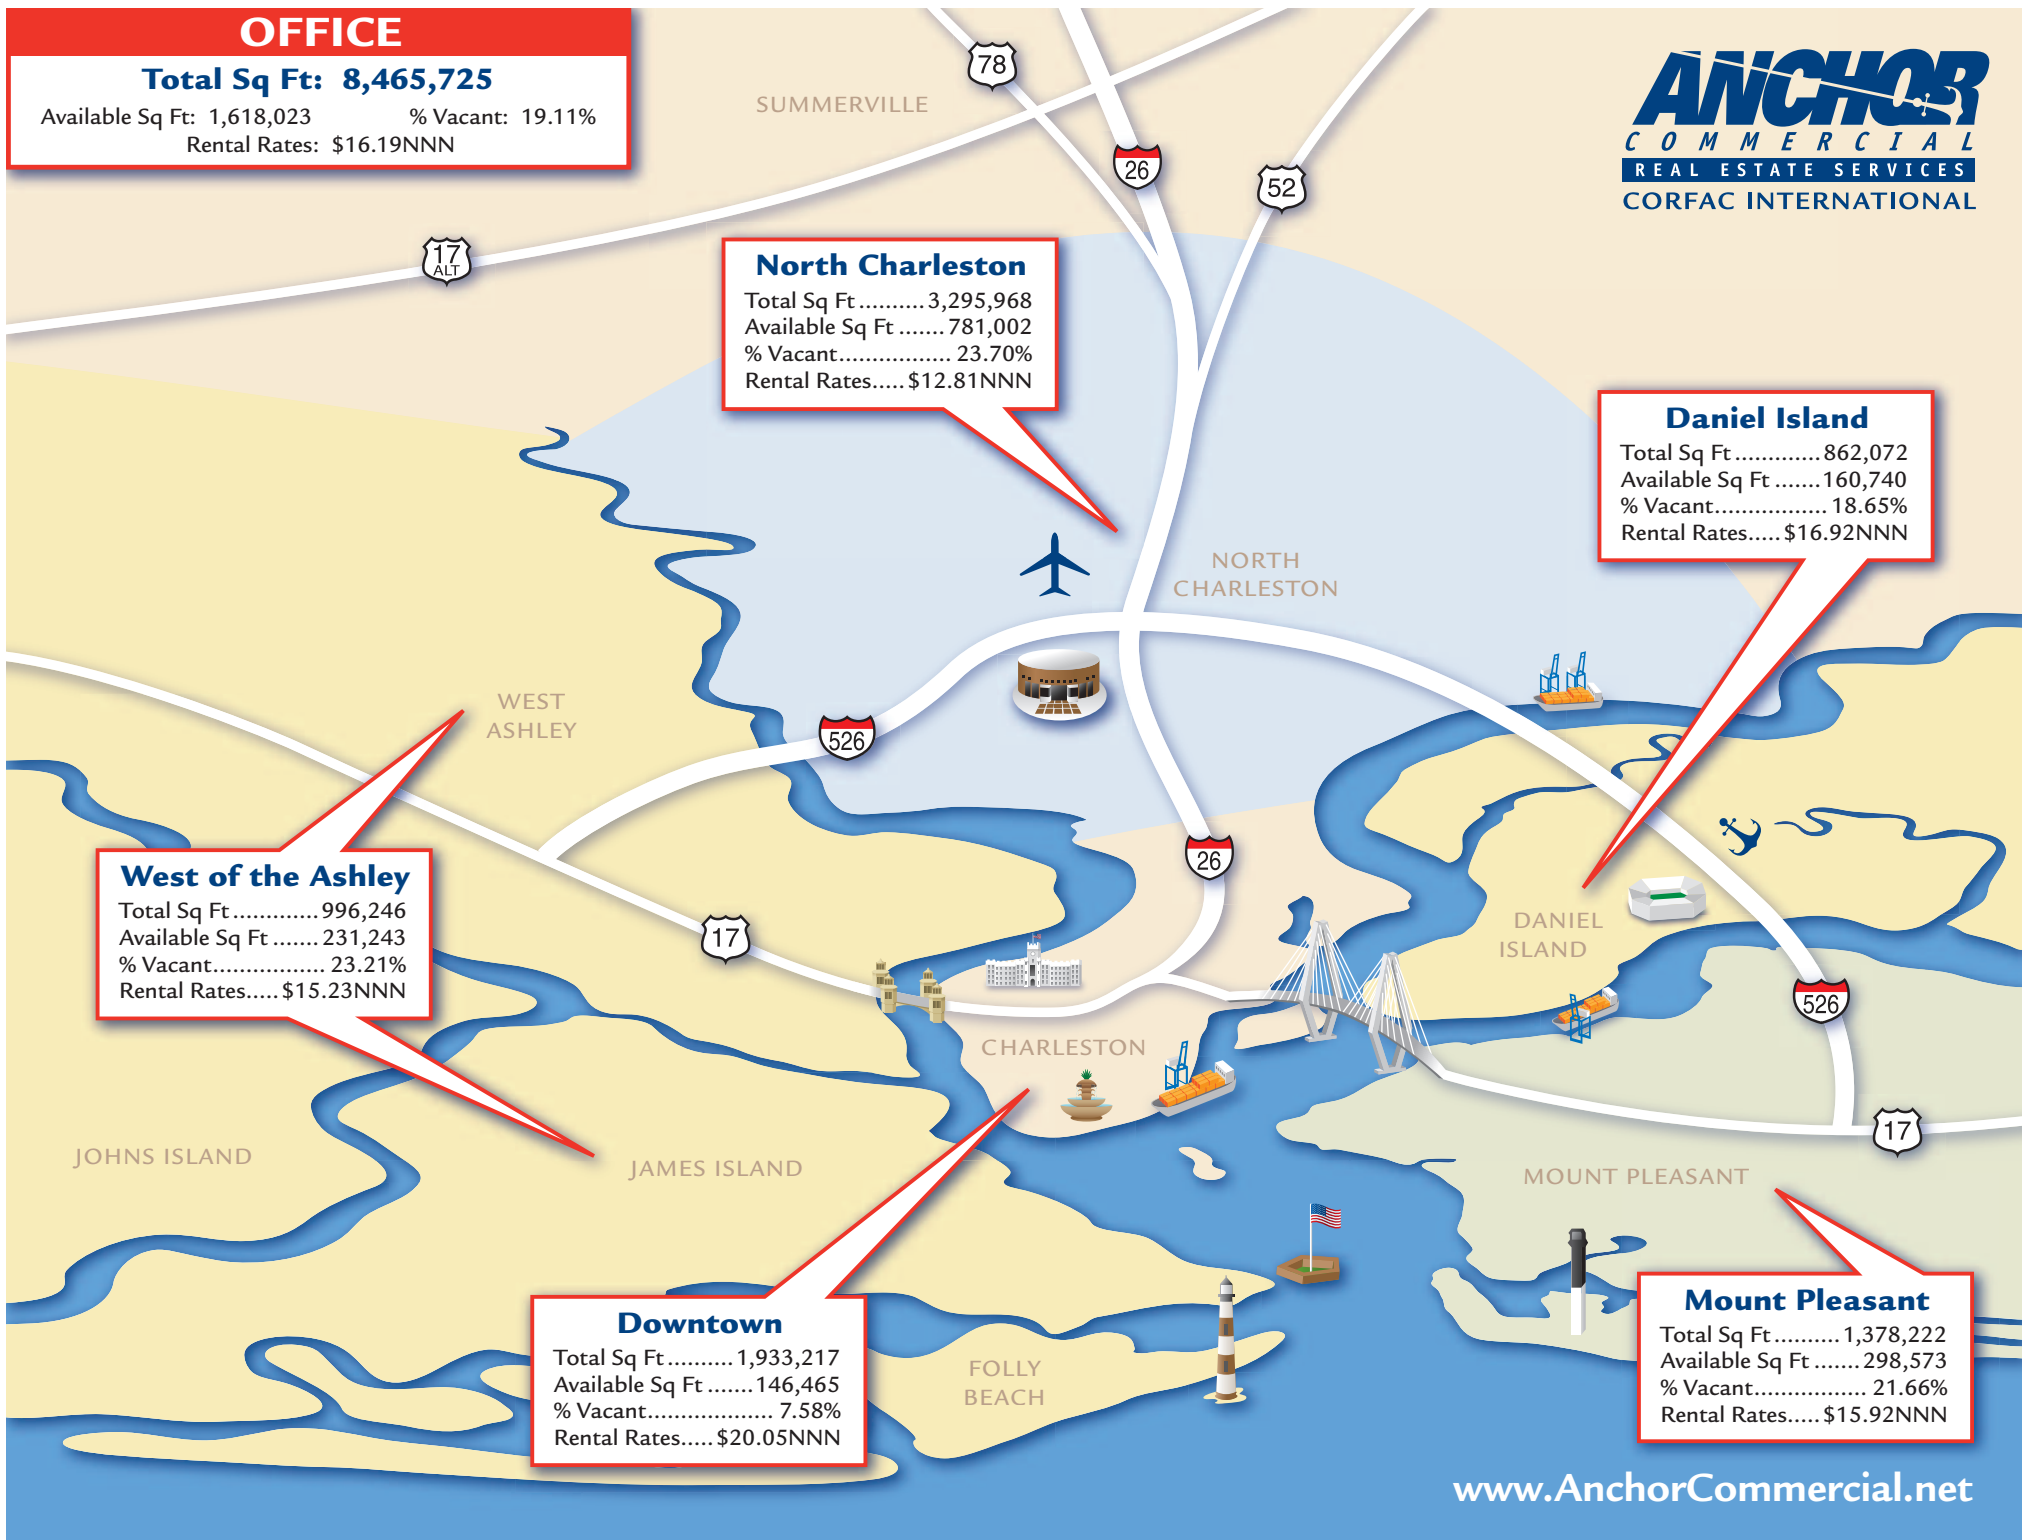 OFFICE
Total Sq Ft: 8,465,725
Available Sq Ft: 1,618,023 % Vacant: 19.11%
Rental Rates: $16.19NNN
ANCHOR
COMMERCIAL
REAL ESTATE SERVICES
CORFAC INTERNATIONAL
78
SUMMERVILLE
26
52
17
ALT
North Charleston
Total Sq Ft..........3,295,968
Available Sq Ft.......781,002
% Vacant................. 23.70%
Rental Rates.....$12.81NNN
Daniel Island
Total Sq Ft.............862,072
Available Sq Ft.......160,740
% Vacant................. 18.65%
Rental Rates.....$16.92NNN
NORTH
CHARLESTON
WEST
ASHLEY
526
26
West of the Ashley
Total Sq Ft.............996,246
Available Sq Ft.......231,243
% Vacant................. 23.21%
Rental Rates.....$15.23NNN
17
DANIEL
ISLAND
526
CHARLESTON
17
JOHNS ISLAND
JAMES ISLAND
MOUNT PLEASANT
Downtown
Total Sq Ft..........1,933,217
Available Sq Ft.......146,465
% Vacant................... 7.58%
Rental Rates.....$20.05NNN
FOLLY
BEACH
Mount Pleasant
Total Sq Ft..........1,378,222
Available Sq Ft.......298,573
% Vacant................. 21.66%
Rental Rates.....$15.92NNN
www.AnchorCommercial.net